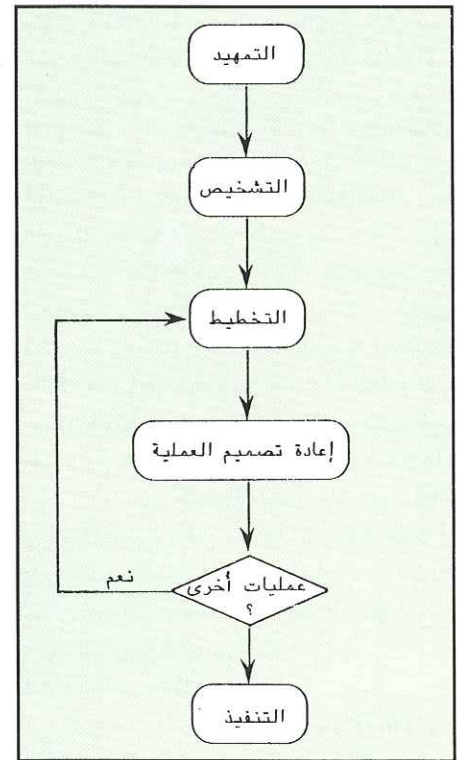 التمهيد
التشخيص
التخطيط
إعادة تصميم العملية
عمليات أخرى
؟
نعم
التنفيذ